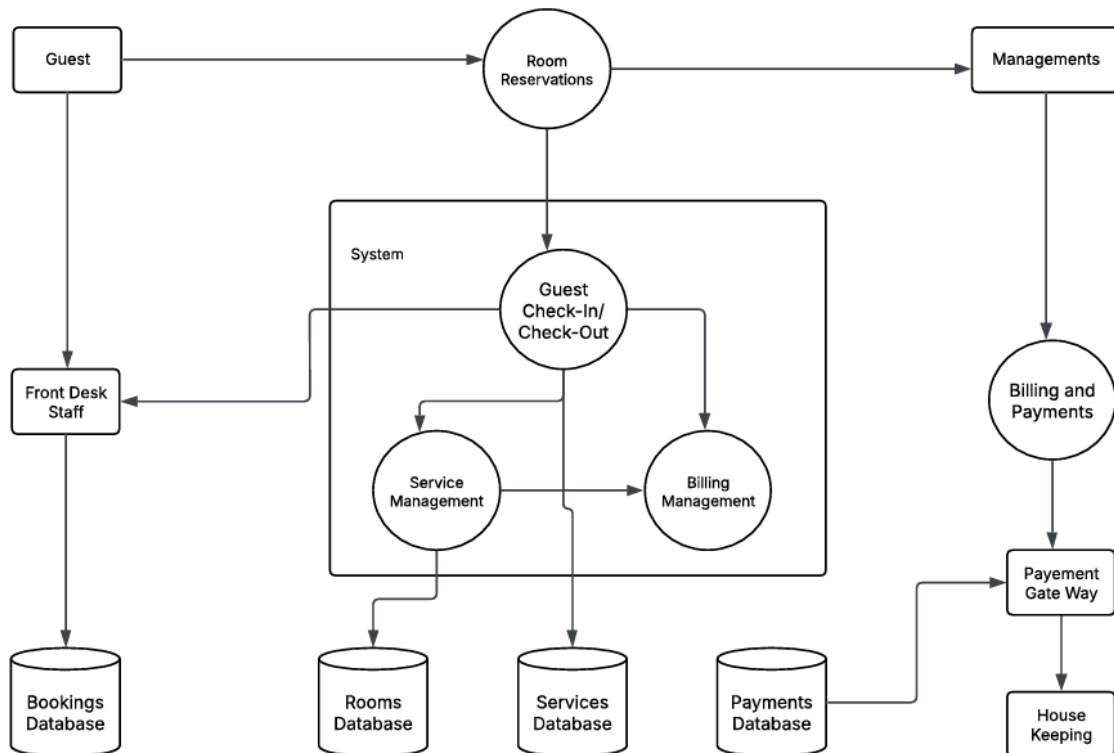 Guest
Room
Reservations
Managements
System
Guest
Check-In/
Check-Out
Front Desk
Staff
Billing and
Payments
Service
Management
Billing
Management
Payement
Gate Way
Bookings
Database
Rooms
Database
Services
Database
Payments
Database
House
Keeping